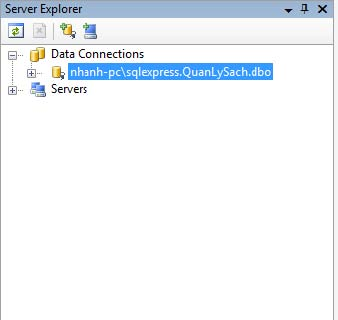 Server Explorer
Data Connections
nhanh-pc\sqlexpress.QuanLySach.dbo
Servers